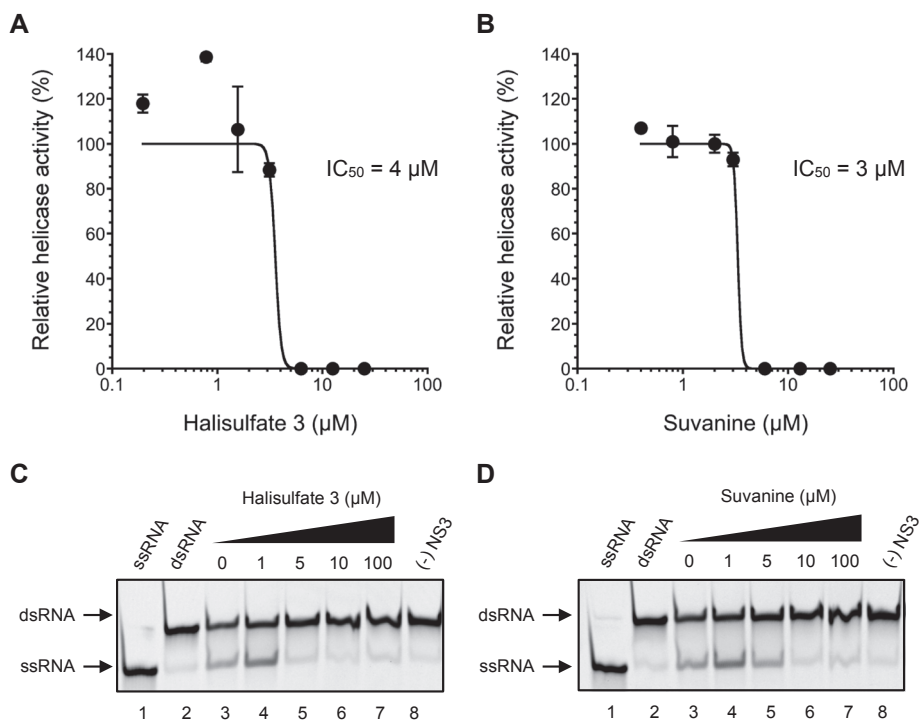 A
140
120
100
80
60
40
20
0
Relative helicase activity (%)
IC50 = 4 µM
0.1 1 10 100
Halisulfate 3 (µM)
B
140
120
100
80
60
40
20
0
Relative helicase activity (%)
IC50 = 3 µM
0.1 1 10 100
Suvanine (µM)
C
Halisulfate 3 (µM)
ssRNA dsRNA 0 1 5 10 100 (-) NS3
dsRNA
ssRNA
1 2 3 4 5 6 7 8
D
Suvanine (µM)
ssRNA dsRNA 0 1 5 10 100 (-) NS3
dsRNA
ssRNA
1 2 3 4 5 6 7 8